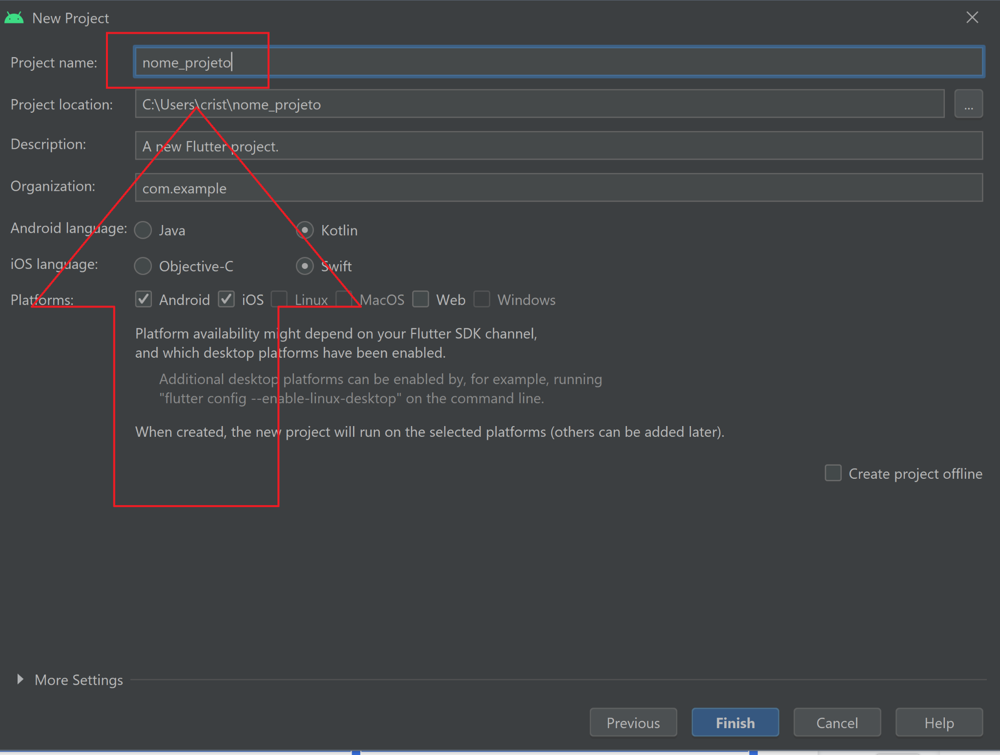 New Project
Project name: nome_projeto
Project location: C:\Users\crist\nome_projeto ...
Description: A new Flutter project.
Organization: com.example
Android language: Java Kotlin
iOS language: Objective-C Swift
Platforms: Android iOS Linux MacOS Web Windows
Platform availability might depend on your Flutter SDK channel,
and which desktop platforms have been enabled.
Additional desktop platforms can be enabled by, for example, running
"flutter config --enable-linux-desktop" on the command line.
When created, the new project will run on the selected platforms (others can be added later).
Create project offline
More Settings
Previous Finish Cancel Help